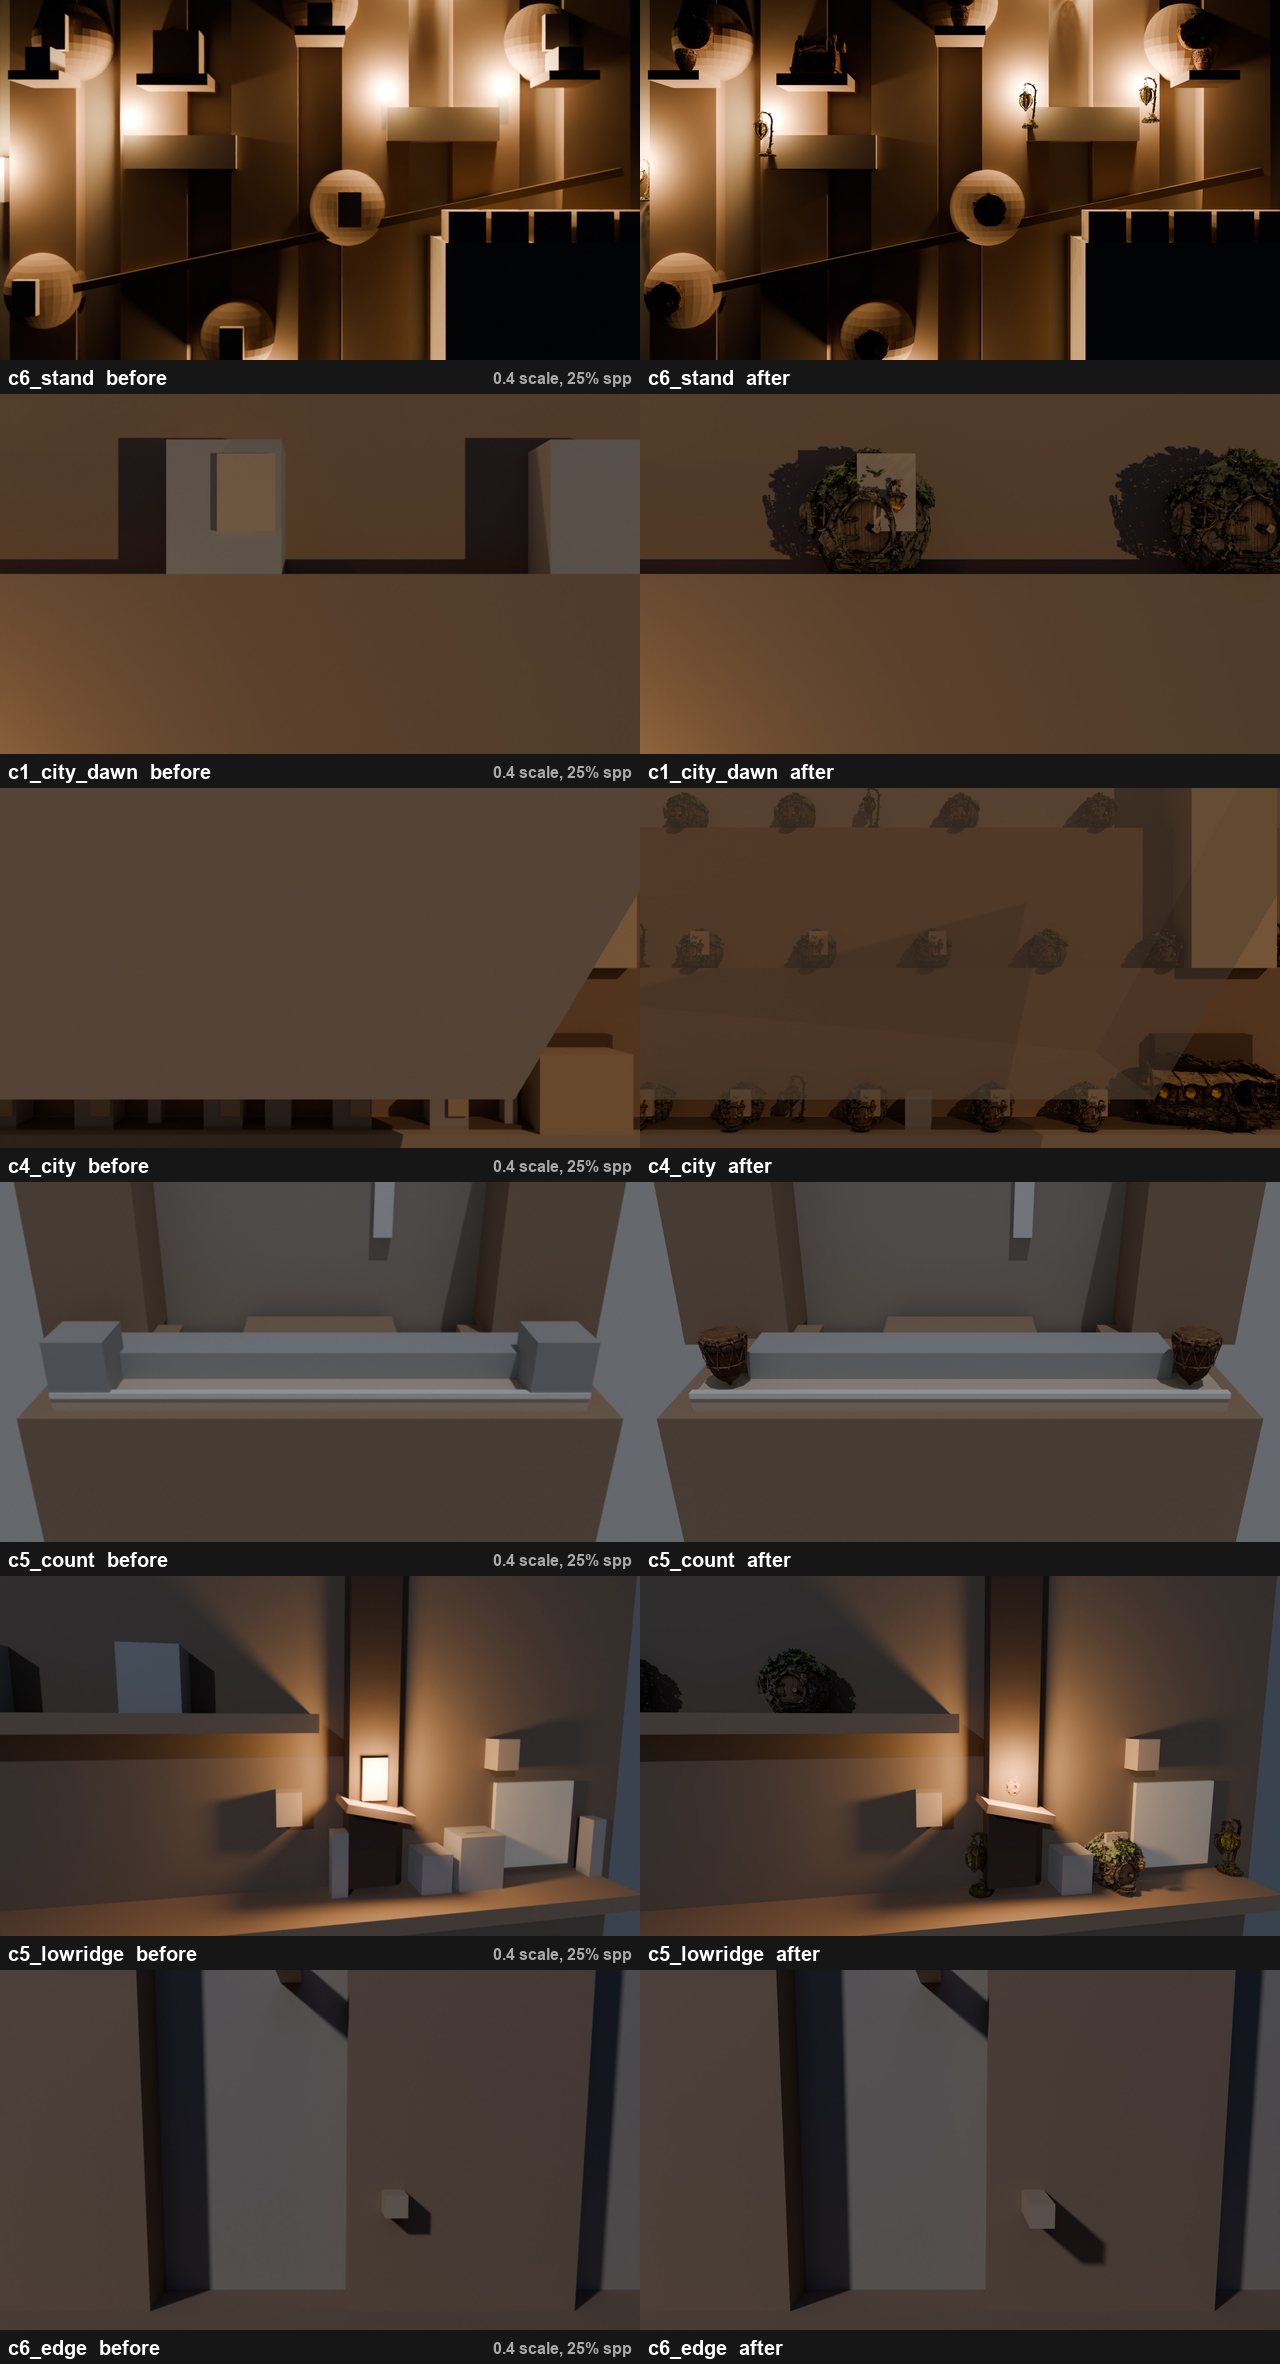 c6_stand before 0.4 scale, 25% spp c6_stand after
c1_city_dawn before 0.4 scale, 25% spp c1_city_dawn after
c4_city before 0.4 scale, 25% spp c4_city after
c5_count before 0.4 scale, 25% spp c5_count after
c5_lowridge before 0.4 scale, 25% spp c5_lowridge after
c6_edge before 0.4 scale, 25% spp c6_edge after